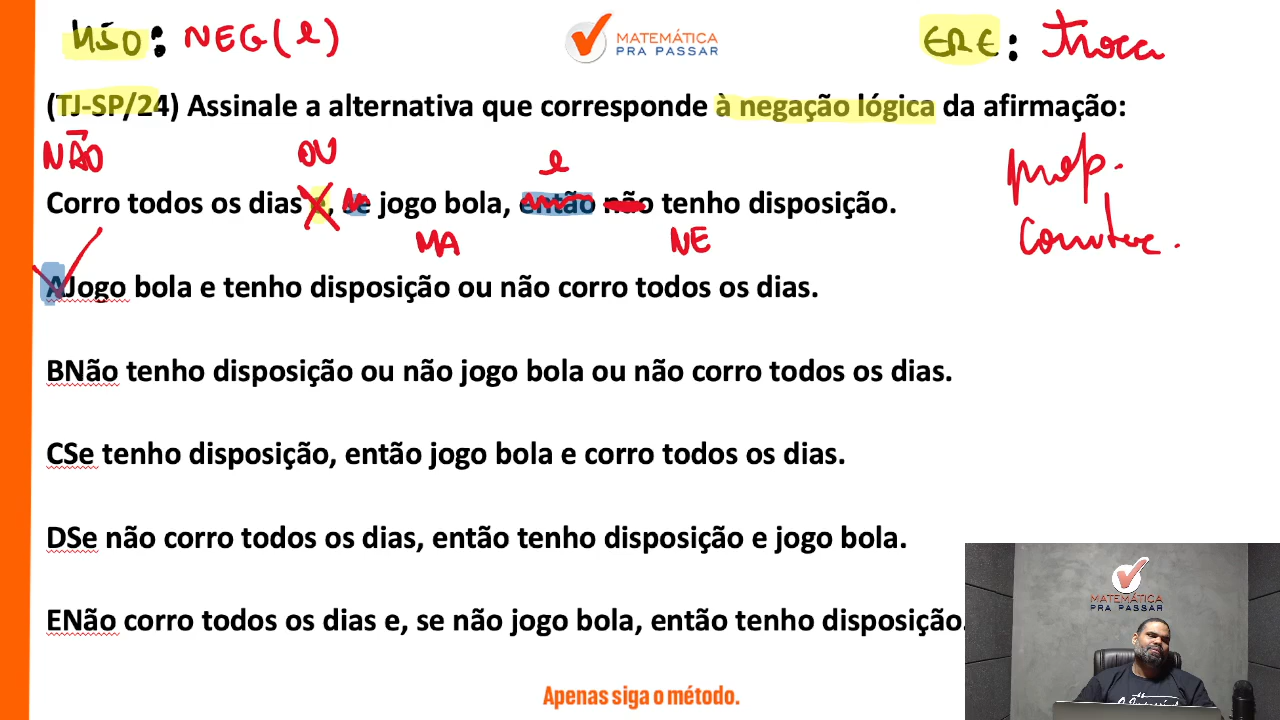 NÃO : NEG(e)
MATEMÁTICA
PRA PASSAR
ERE : troca
(TJ-SP/24) Assinale a alternativa que corresponde à negação lógica da afirmação:
NÃO
OU
e
prop.
Corro todos os dias e, se jogo bola, então não tenho disposição.
MA
NE
comutec.
AJogo bola e tenho disposição ou não corro todos os dias.
BNão tenho disposição ou não jogo bola ou não corro todos os dias.
CSe tenho disposição, então jogo bola e corro todos os dias.
DSe não corro todos os dias, então tenho disposição e jogo bola.
ENão corro todos os dias e, se não jogo bola, então tenho disposição.
MATEMÁTICA
PRA PASSAR
Apenas siga o método.